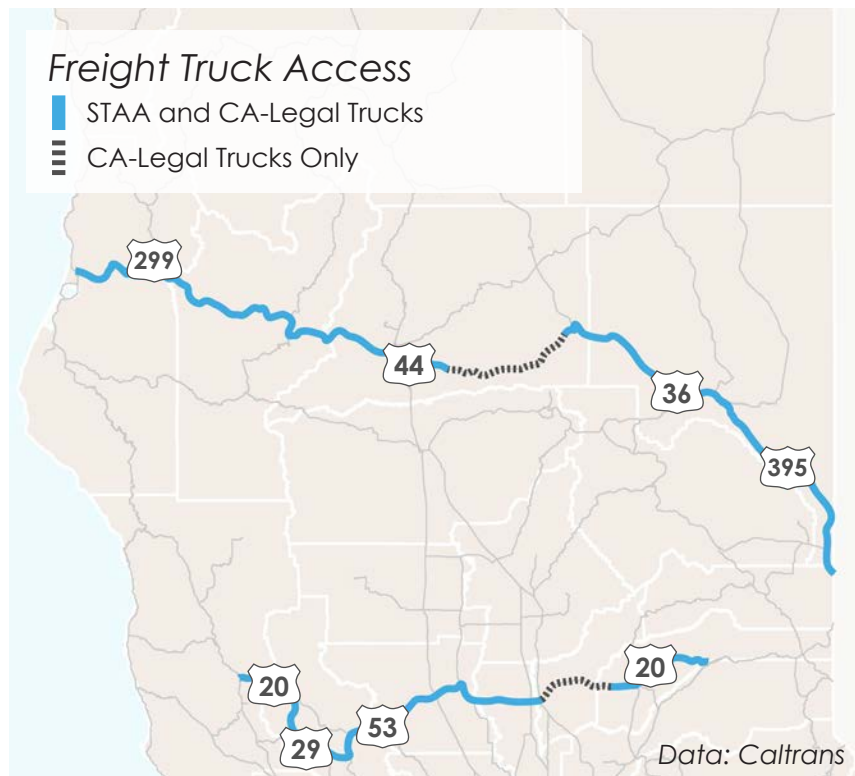 Freight Truck Access
STAA and CA-Legal Trucks
CA-Legal Trucks Only
299
44
36
395
20
20
53
29
Data: Caltrans